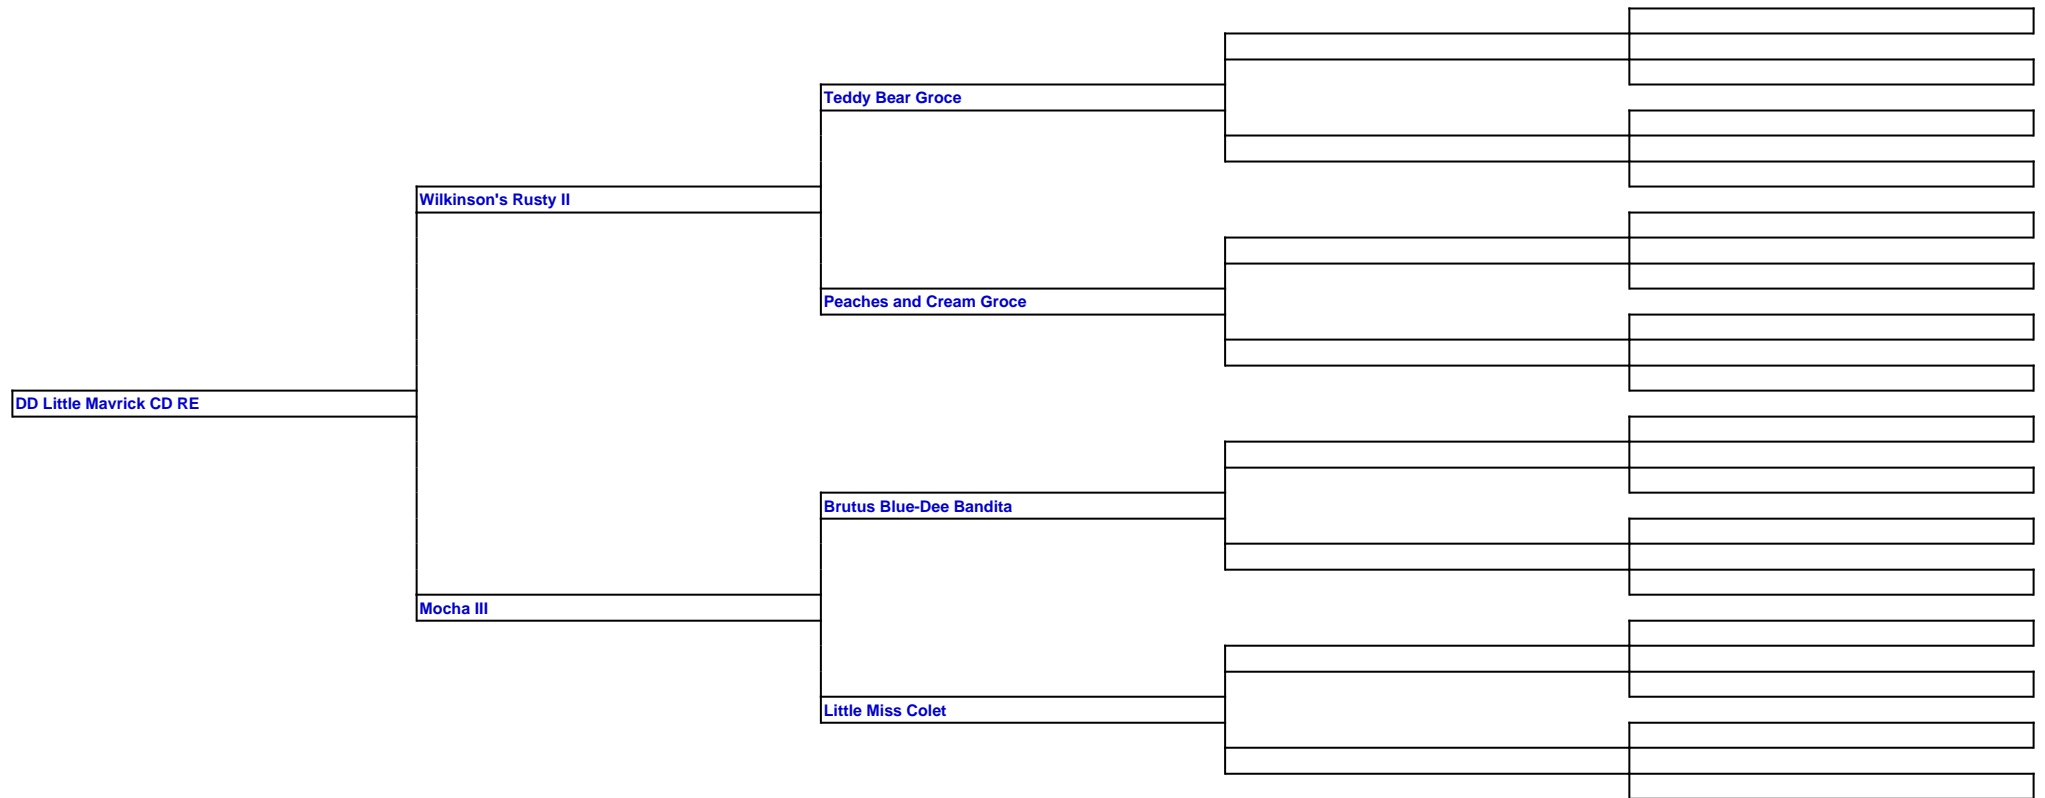 Teddy Bear Groce
Wilkinson's Rusty II
Peaches and Cream Groce
DD Little Mavrick CD RE
Brutus Blue-Dee Bandita
Mocha III
Little Miss Colet